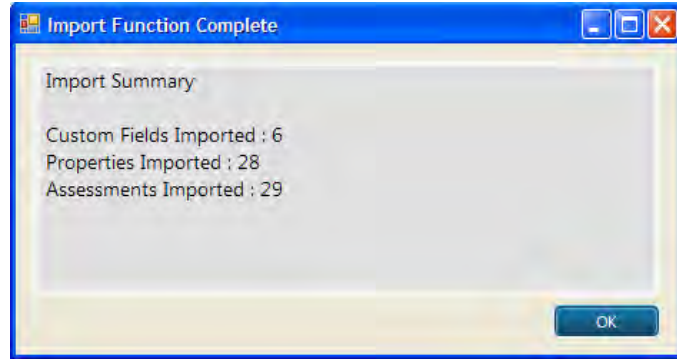 Import Function Complete
Import Summary
Custom Fields Imported : 6
Properties Imported : 28
Assessments Imported : 29
OK